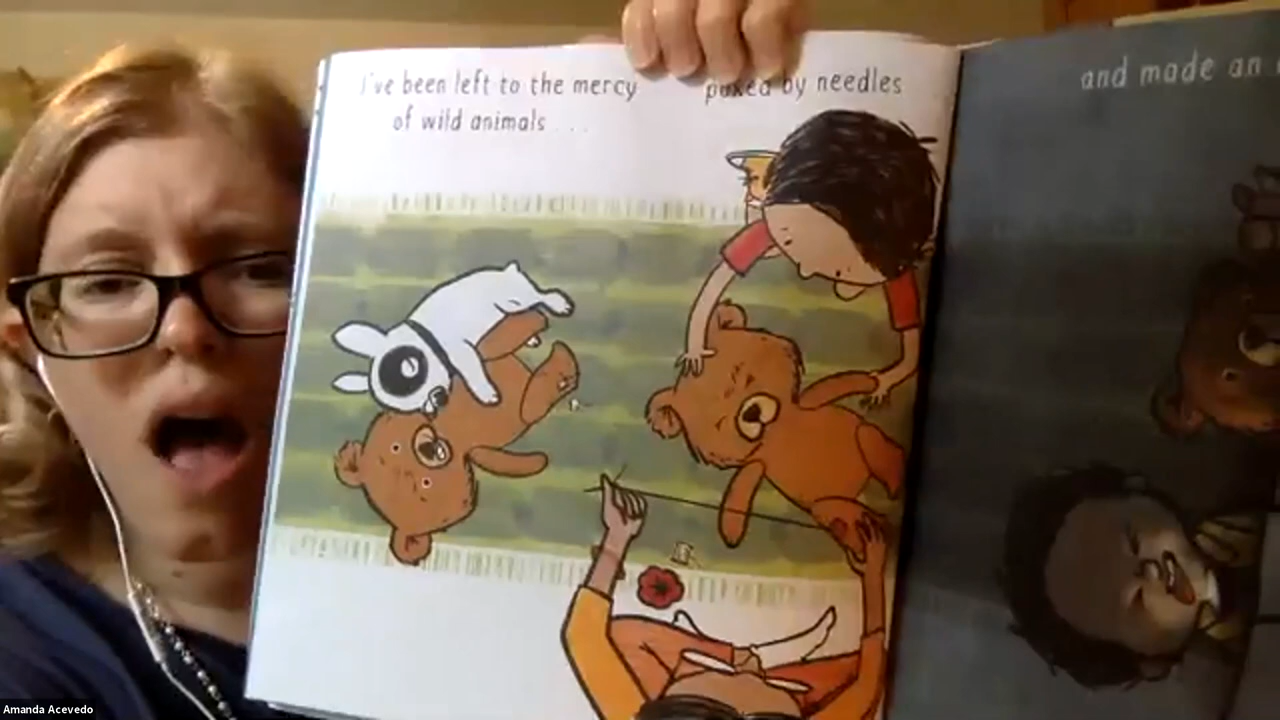 I've been left to the mercy
of wild animals . . .
poked by needles
and made an
Amanda Acevedo